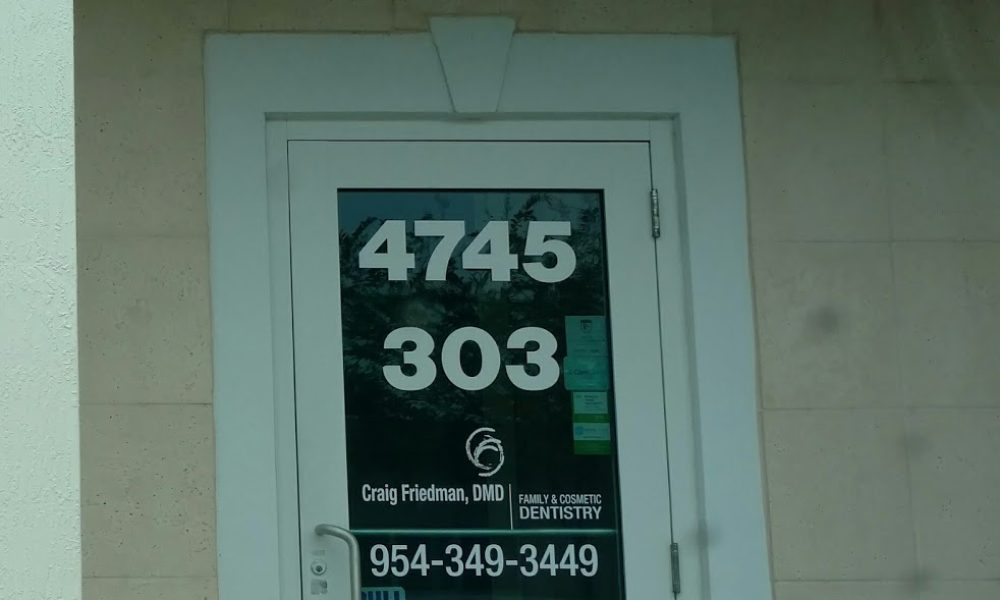 4745
303
Craig Friedman, DMD
FAMILY & COSMETIC
DENTISTRY
954-349-3449